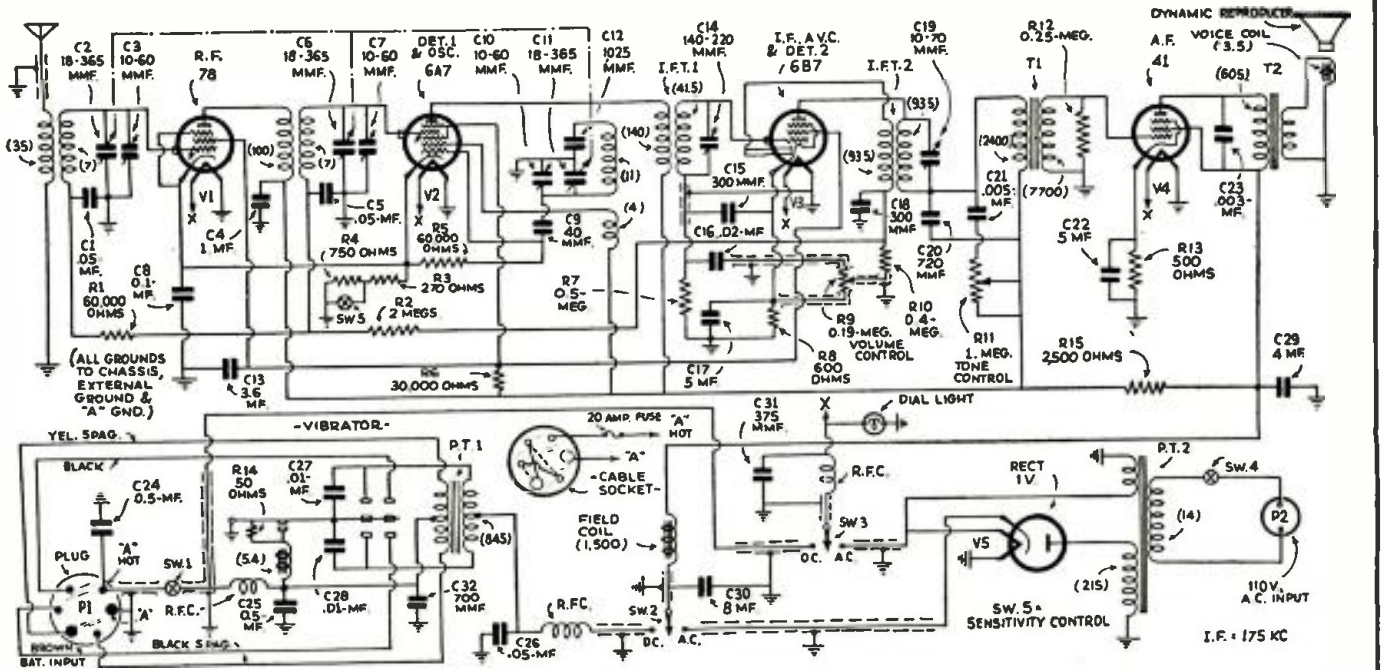 C2
18-365
MMF.
C3
10-60
MMF.
R.F.
78
C6
18-365
MMF.
C7
10-60
MMF.
DET.1
& OSC.
6A7
C10
10-60
MMF.
C11
18-365
MMF.
C12
1025
MMF.
I.F.T.1
(41.5)
C14
140-220
MMF.
I.F., A.V.C.
& DET.2
6B7
I.F.T.2
(935)
C19
10-70
MMF.
T1
R12
0.25-MEG.
A.F.
41
(605)
T2
DYNAMIC REPRODUCER
VOICE COIL
(3.5)
(35)
(7)
V1
(100)
(7)
V2
(140)
(11)
(4)
C15
300 MMF.
V3
(935)
(2400)
(7700)
V4
C23
.003-
MF.
C1
.05
MF.
X
C4
.1 MF.
C5
.05-MF.
C9
40
MMF.
C16 .02-MF
C18
300
MMF
C20
720
MMF
C21
.005-
MF.
C22
5 MF
R13
500
OHMS
R1
60,000
OHMS
C8
0.1-
MF.
R4
750 OHMS
R5
60,000
OHMS
R3
270 OHMS
SW.5
R2
2 MEGS
R7
0.5-
MEG
R9
0.19-MEG.
VOLUME
CONTROL
R10
0.4-
MEG.
R11
1. MEG.
TONE
CONTROL
R15
2,500 OHMS
C29
4 MF.
(ALL GROUNDS
TO CHASSIS,
EXTERNAL
GROUND &
"A" GND.)
C13
3.6
MF.
30,000 OHMS
C17
5 MF
R8
600
OHMS
YEL. SPAG.
BLACK
-VIBRATOR-
P.T.1
20 AMP. FUSE
"A"
HOT
"A"
-CABLE
SOCKET-
C31
375
MMF.
X
DIAL LIGHT
R.F.C.
RECT
1V
P.T.2
SW.4
C24
0.5-MF.
R14
50
OHMS
C27
.01-
MF
(845)
FIELD
COIL
(1,500)
SW3
D.C.
A.C.
V5
(14)
P2
110V.
A.C. INPUT
PLUG
"A"
HOT
SW.1
(5.4)
P1
"A"
R.F.C.
C25
0.5-
MF
C28
.01-MF.
C32
700
MMF
R.FC.
C30
8 MF
(215)
SW.5=
SENSITIVITY CONTROL
BROWN
BAT. INPUT
BLACK SPAG.
C26
.05-MF.
SW.2
D.C.
A.C.
I.F. = 175 KC